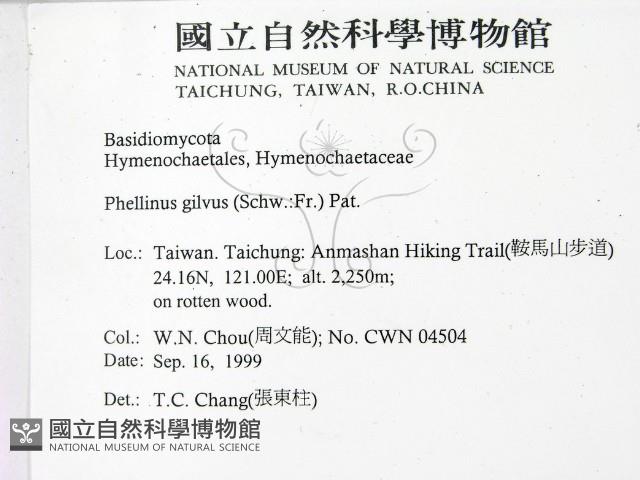 國立自然科學博物館
NATIONAL MUSEUM OF NATURAL SCIENCE
TAICHUNG, TAIWAN, R.O.CHINA
Basidiomycota
Hymenochaetales, Hymenochaetaceae
Phellinus gilvus (Schw.:Fr.) Pat.
Loc.: Taiwan. Taichung: Anmashan Hiking Trail(鞍馬山步道)
24.16N, 121.00E; alt. 2,250m;
on rotten wood.
Col.: W.N. Chou(周文能); No. CWN 04504
Date: Sep. 16, 1999
Det.: T.C. Chang(張東柱)
國立自然科學博物館
NATIONAL MUSEUM OF NATURAL SCIENCE